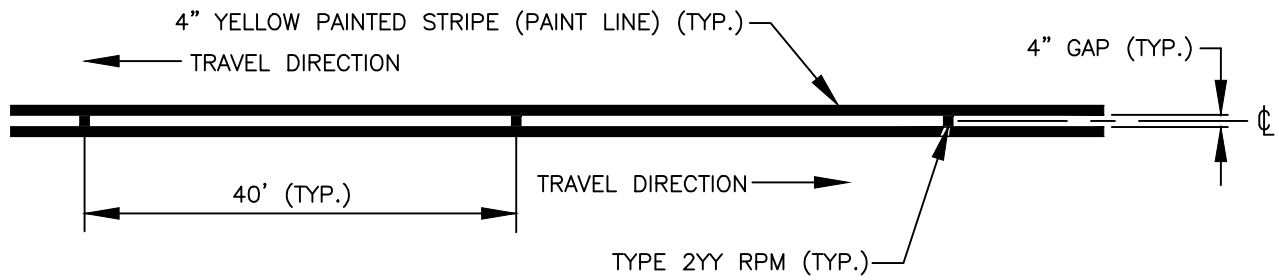 4” YELLOW PAINTED STRIPE (PAINT LINE) (TYP.)
4” GAP (TYP.)
TRAVEL DIRECTION
℄
TRAVEL DIRECTION
40’ (TYP.)
TYPE 2YY RPM (TYP.)